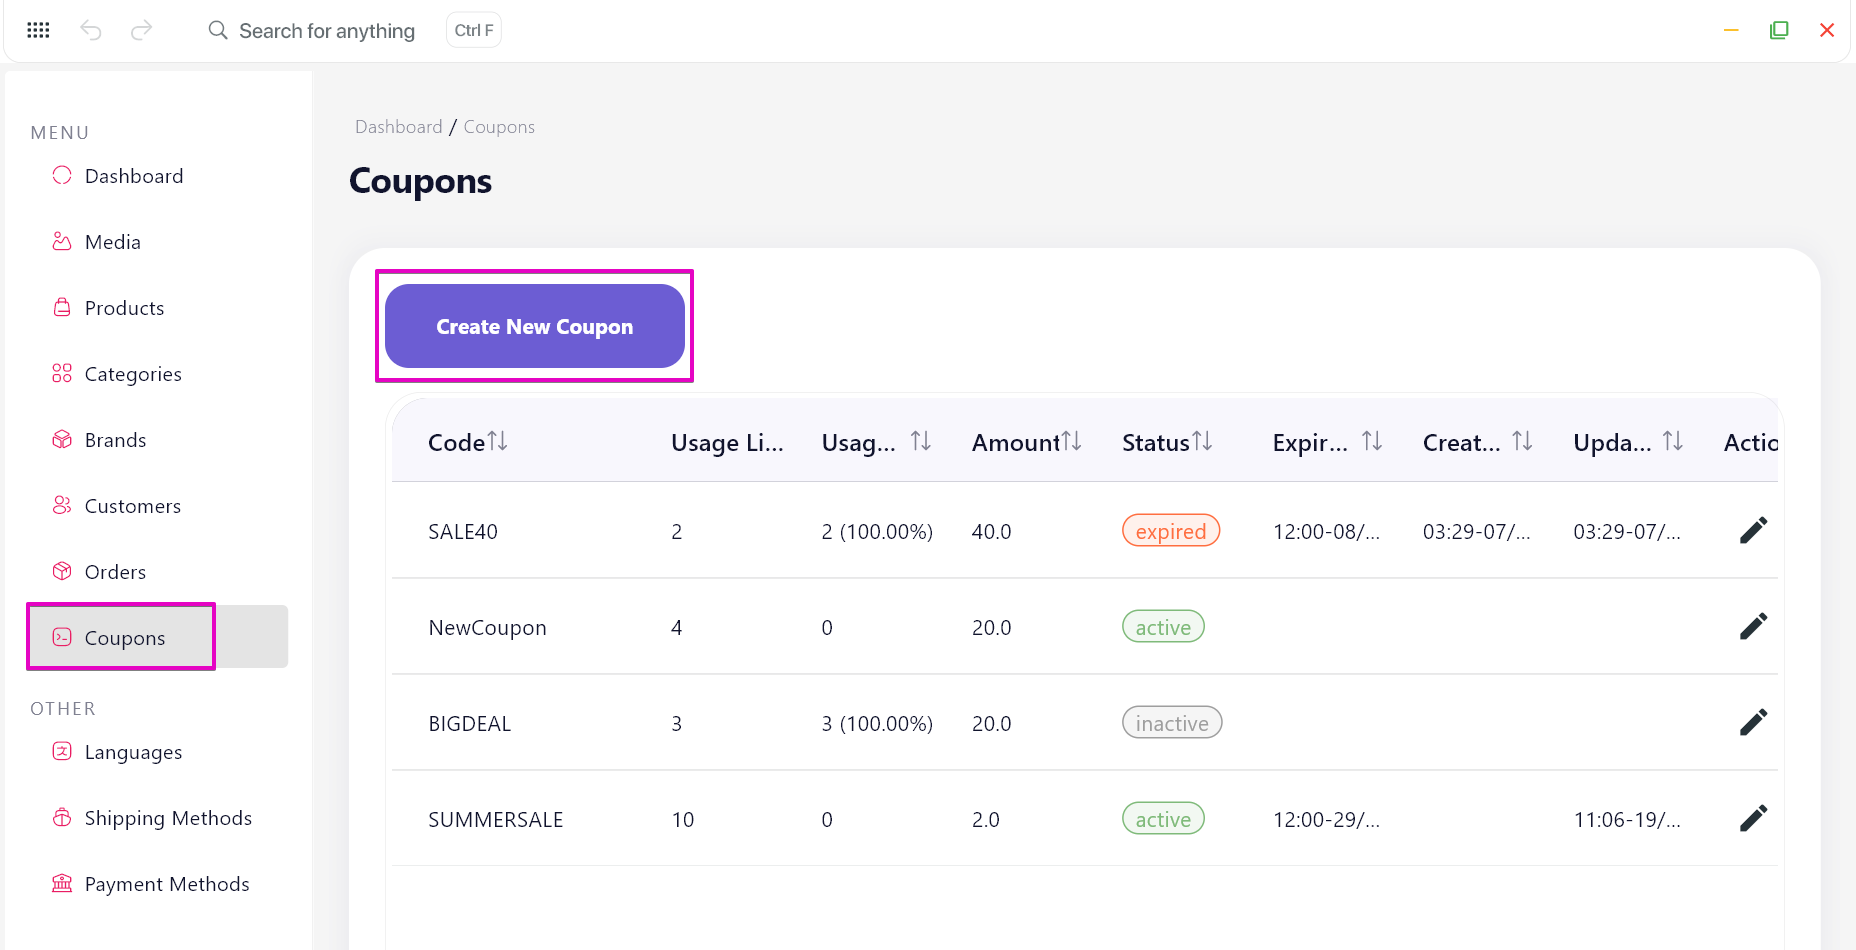 Search for anything Ctrl F
MENU
Dashboard
Media
Products
Categories
Brands
Customers
Orders
Coupons
OTHER
Languages
Shipping Methods
Payment Methods
Dashboard / Coupons
Coupons
Create New Coupon
Code Usage Li... Usag... Amount Status Expir... Creat... Upda... Actio
SALE40 2 2 (100.00%) 40.0 expired 12:00-08/... 03:29-07/... 03:29-07/...
NewCoupon 4 0 20.0 active
BIGDEAL 3 3 (100.00%) 20.0 inactive
SUMMERSALE 10 0 2.0 active 12:00-29/... 11:06-19/...